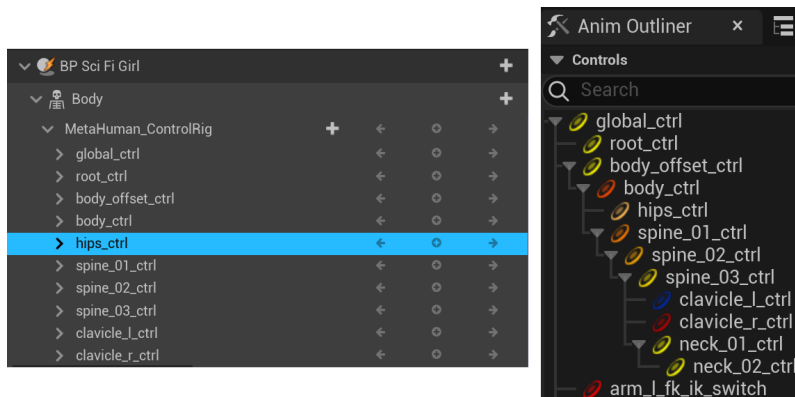 BP Sci Fi Girl
Body
MetaHuman_ControlRig
global_ctrl
root_ctrl
body_offset_ctrl
body_ctrl
hips_ctrl
spine_01_ctrl
spine_02_ctrl
spine_03_ctrl
clavicle_l_ctrl
clavicle_r_ctrl
Anim Outliner
Controls
Search
global_ctrl
root_ctrl
body_offset_ctrl
body_ctrl
hips_ctrl
spine_01_ctrl
spine_02_ctrl
spine_03_ctrl
clavicle_l_ctrl
clavicle_r_ctrl
neck_01_ctrl
neck_02_ctrl
arm_l_fk_ik_switch